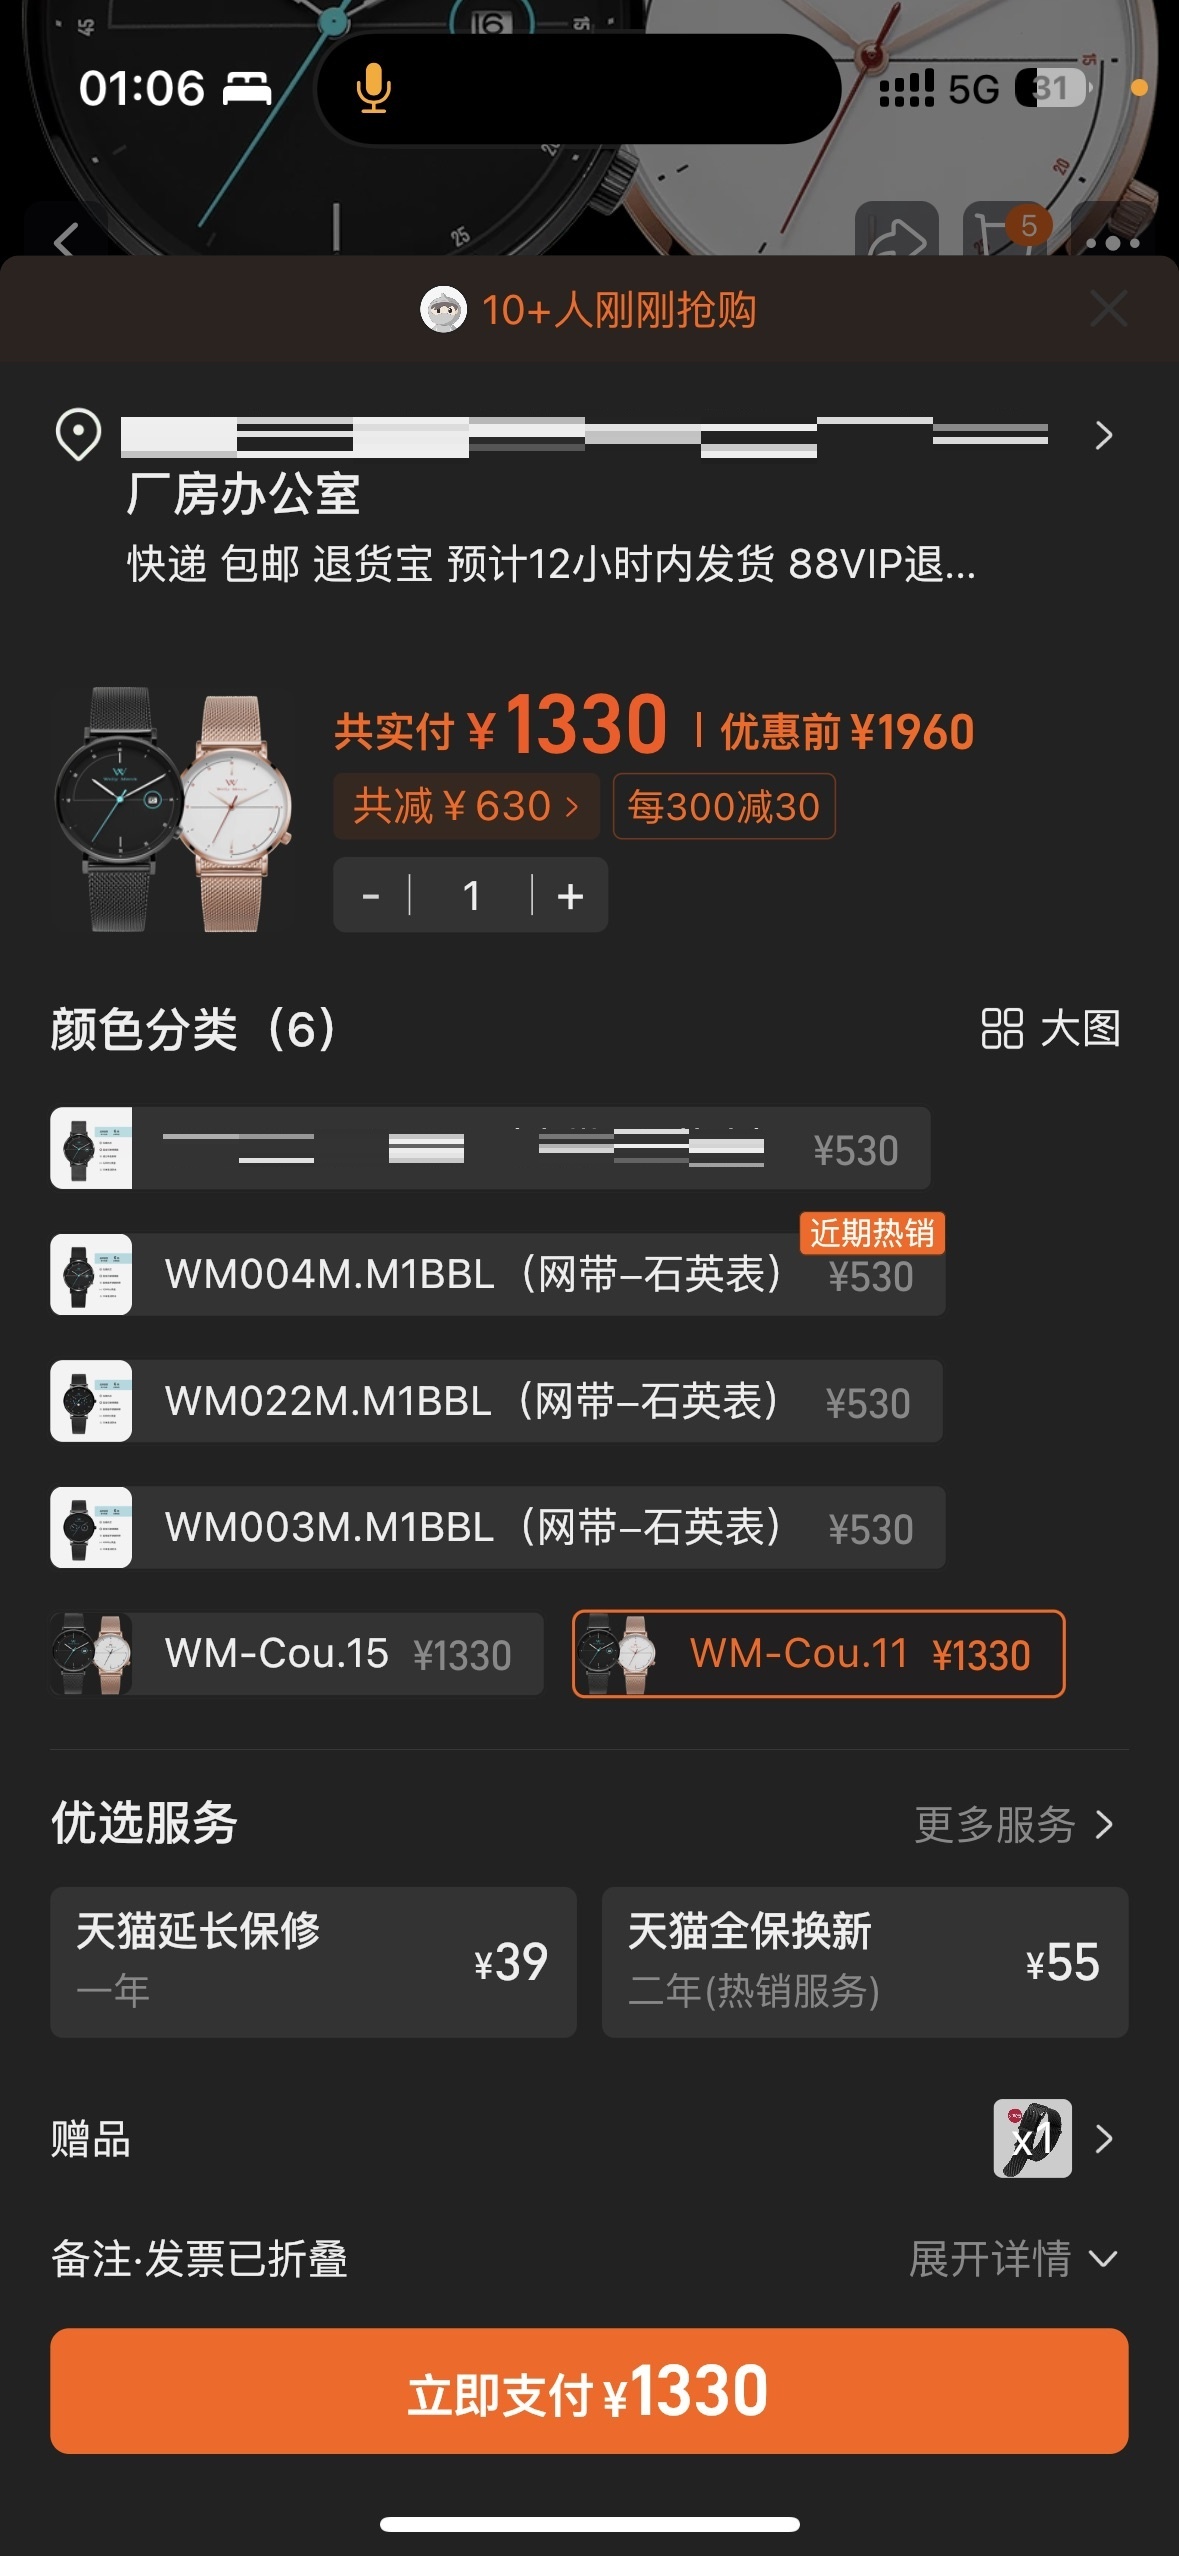 45
16
15
01:06
5G
31
25
20
20
5
10+人刚刚抢购
厂房办公室
快递 包邮 退货宝 预计12小时内发货 88VIP退...
共实付 ¥1330 | 优惠前 ¥1960
共减 ¥ 630 >
每300减30
- 1 +
颜色分类（6）
大图
¥530
近期热销
WM004M.M1BBL（网带–石英表） ¥530
WM022M.M1BBL（网带–石英表） ¥530
WM003M.M1BBL（网带–石英表） ¥530
WM-Cou.15 ¥1330
WM-Cou.11 ¥1330
优选服务
更多服务
天猫延长保修
一年
¥39
天猫全保换新
二年(热销服务)
¥55
赠品
x1
备注·发票已折叠
展开详情
立即支付 ¥1330